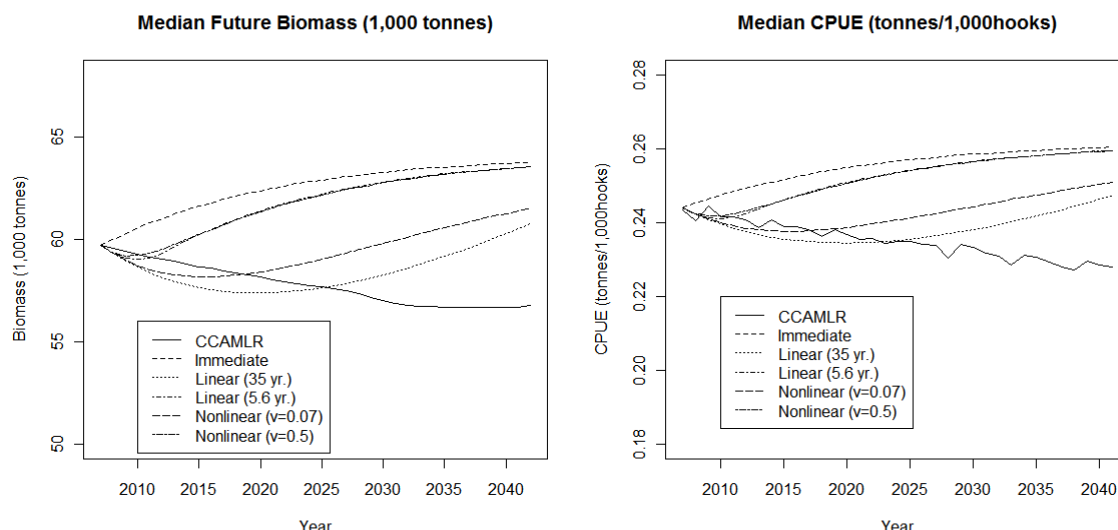 Median Future Biomass (1,000 tonnes)
Biomass (1,000 tonnes)
65
60
55
50
CCAMLR
Immediate
Linear (35 yr.)
Linear (5.6 yr.)
Nonlinear (v=0.07)
Nonlinear (v=0.5)
2010 2015 2020 2025 2030 2035 2040
Year
Median CPUE (tonnes/1,000hooks)
CPUE (tonnes/1,000hooks)
0.28
0.26
0.24
0.22
0.20
0.18
CCAMLR
Immediate
Linear (35 yr.)
Linear (5.6 yr.)
Nonlinear (v=0.07)
Nonlinear (v=0.5)
2010 2015 2020 2025 2030 2035 2040
Year